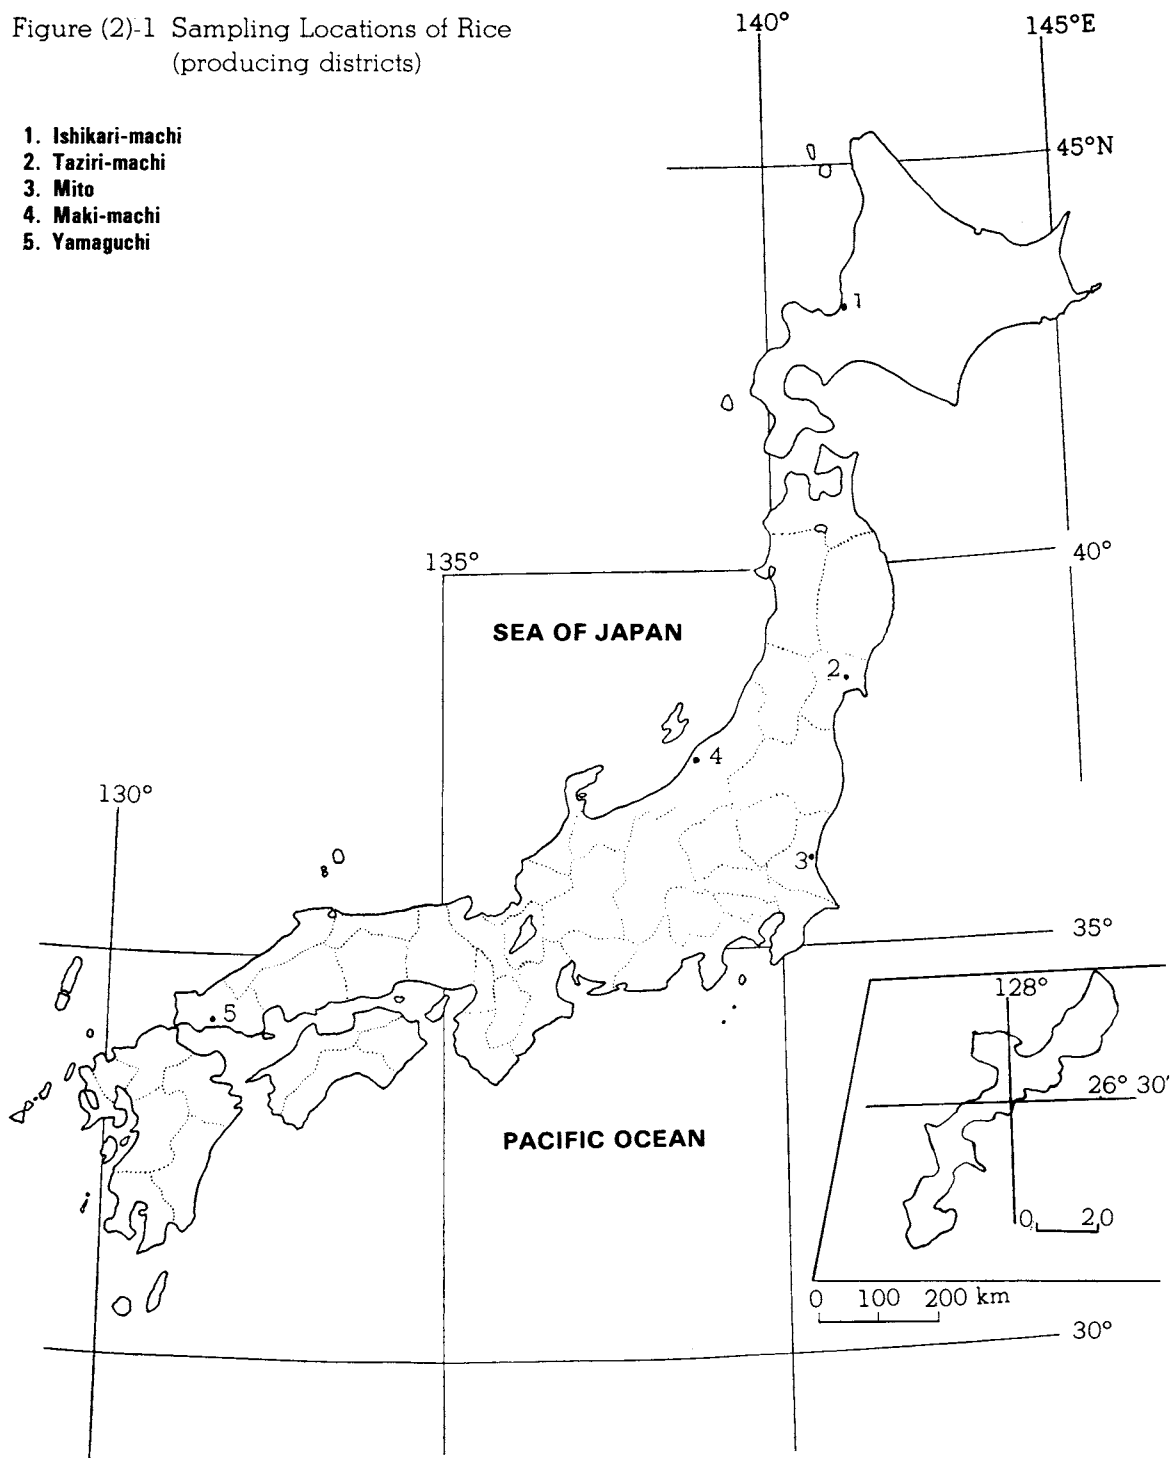 Figure (2)-1 Sampling Locations of Rice
(producing districts)
1. Ishikari-machi
2. Taziri-machi
3. Mito
4. Maki-machi
5. Yamaguchi
140°
145°E
45°N
1
40°
135°
SEA OF JAPAN
2
4
130°
3
35°
128°
5
26° 30′
PACIFIC OCEAN
0 20
0 100 200 km
30°